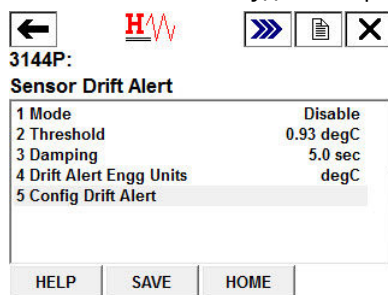 H
3144P:
Sensor Drift Alert
1 Mode Disable
2 Threshold 0.93 degC
3 Damping 5.0 sec
4 Drift Alert Engg Units degC
5 Config Drift Alert
HELP SAVE HOME